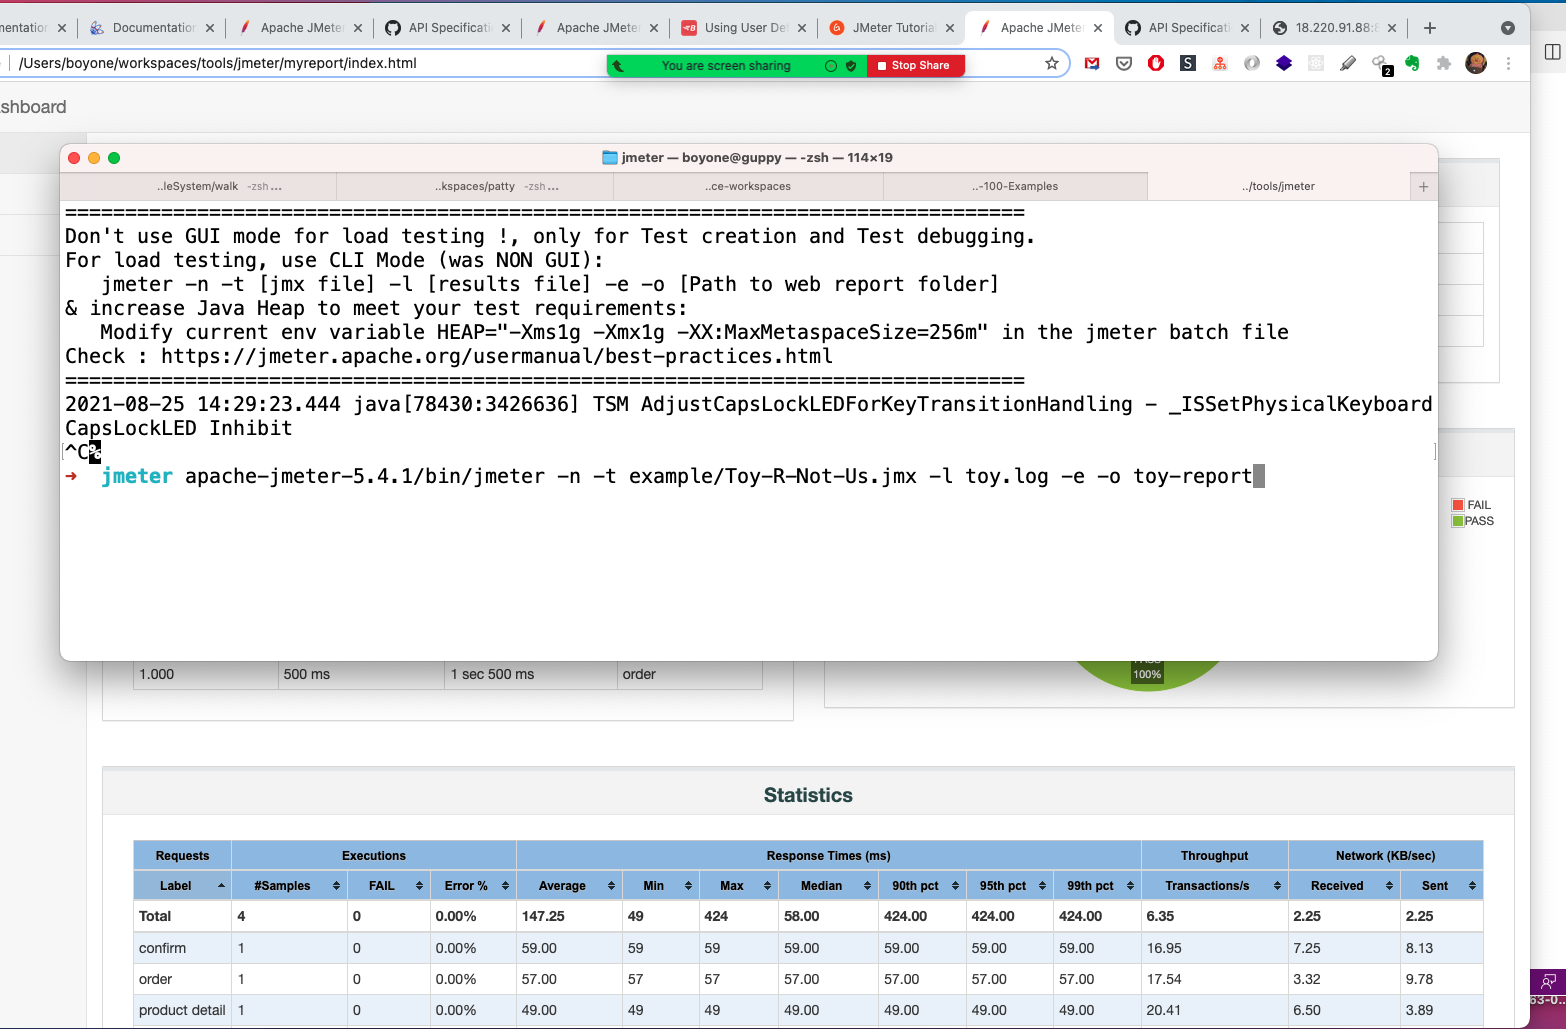 nentation
Documentation
Apache JMeter
API Specificati
Apache JMeter
Using User De
JMeter Tutoria
Apache JMeter
API Specificati
18.220.91.88:
/Users/boyone/workspaces/tools/jmeter/myreport/index.html
You are screen sharing
Stop Share
S
2
shboard
jmeter — boyone@guppy — -zsh — 114×19
..leSystem/walk -zsh...
..kspaces/patty -zsh...
..ce-workspaces
..-100-Examples
../tools/jmeter
+
================================================================================
Don't use GUI mode for load testing !, only for Test creation and Test debugging.
For load testing, use CLI Mode (was NON GUI):
   jmeter -n -t [jmx file] -l [results file] -e -o [Path to web report folder]
& increase Java Heap to meet your test requirements:
   Modify current env variable HEAP="-Xms1g -Xmx1g -XX:MaxMetaspaceSize=256m" in the jmeter batch file
Check : https://jmeter.apache.org/usermanual/best-practices.html
================================================================================
2021-08-25 14:29:23.444 java[78430:3426636] TSM AdjustCapsLockLEDForKeyTransitionHandling - _ISSetPhysicalKeyboard
CapsLockLED Inhibit
^C%
➜  jmeter apache-jmeter-5.4.1/bin/jmeter -n -t example/Toy-R-Not-Us.jmx -l toy.log -e -o toy-report
FAIL
PASS
1.000 500 ms 1 sec 500 ms order
PASS
100%
Statistics
Requests Executions Response Times (ms) Throughput Network (KB/sec)
Label #Samples FAIL Error % Average Min Max Median 90th pct 95th pct 99th pct Transactions/s Received Sent
Total 4 0 0.00% 147.25 49 424 58.00 424.00 424.00 424.00 6.35 2.25 2.25
confirm 1 0 0.00% 59.00 59 59 59.00 59.00 59.00 59.00 16.95 7.25 8.13
order 1 0 0.00% 57.00 57 57 57.00 57.00 57.00 57.00 17.54 3.32 9.78
product detail 1 0 0.00% 49.00 49 49 49.00 49.00 49.00 49.00 20.41 6.50 3.89
63-0..